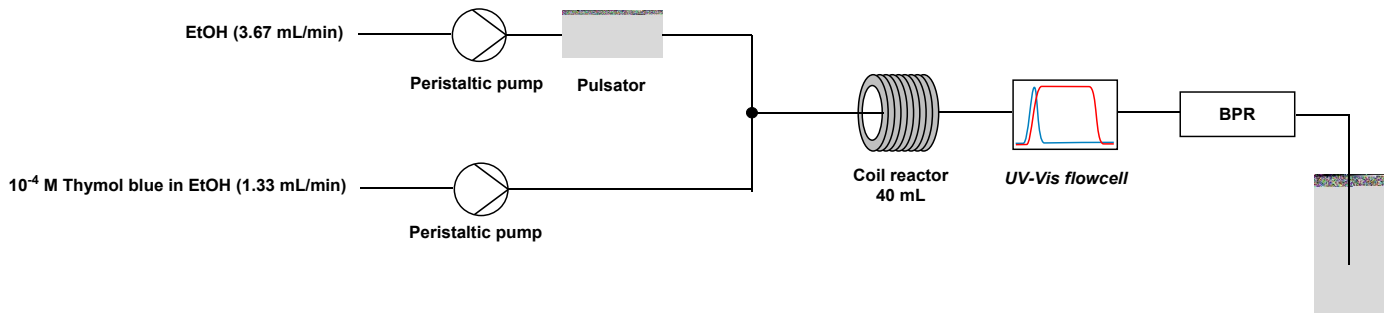 EtOH (3.67 mL/min)
Peristaltic pump
Pulsator
10⁻⁴ M Thymol blue in EtOH (1.33 mL/min)
Peristaltic pump
Coil reactor
40 mL
UV-Vis flowcell
BPR